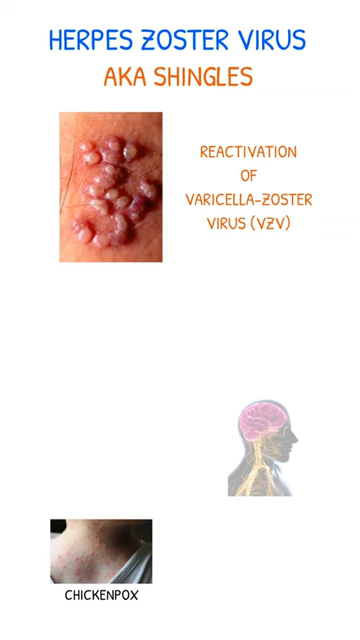 HERPES ZOSTER VIRUS
AKA SHINGLES
REACTIVATION
OF
VARICELLA-ZOSTER
VIRUS (VZV)
CHICKENPOX